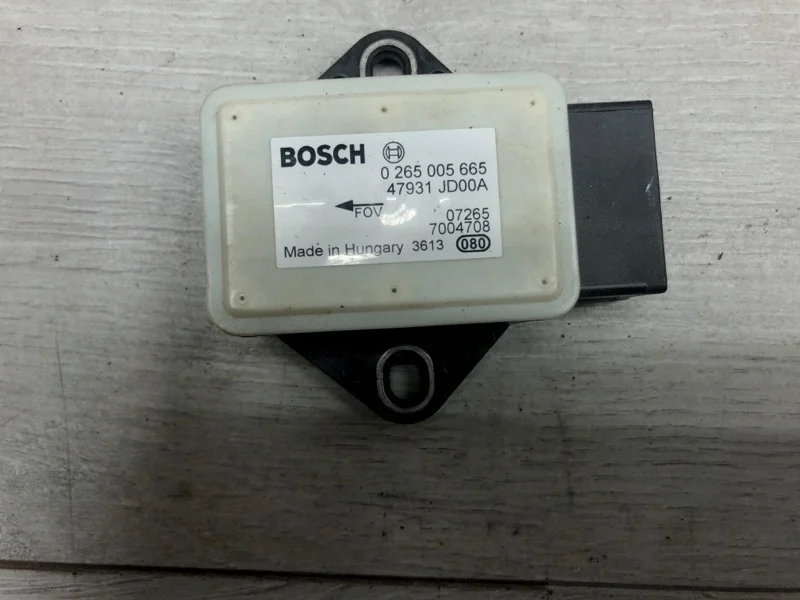 BOSCH
0 265 005 665
47931 JD00A
FOV
07265
7004708
Made in Hungary 3613 080